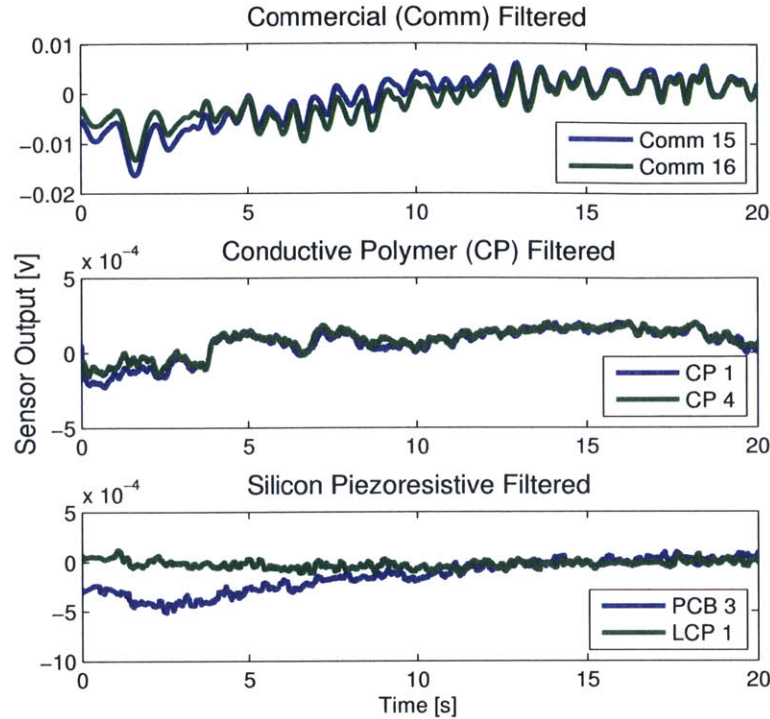 Commercial (Comm) Filtered
0.01
0
−0.01
−0.02
Comm 15
Comm 16
0 5 10 15 20
Sensor Output [v]
x 10⁻⁴
Conductive Polymer (CP) Filtered
5
0
−5
CP 1
CP 4
0 5 10 15 20
x 10⁻⁴
Silicon Piezoresistive Filtered
5
0
−5
−10
PCB 3
LCP 1
0 5 10 15 20
Time [s]